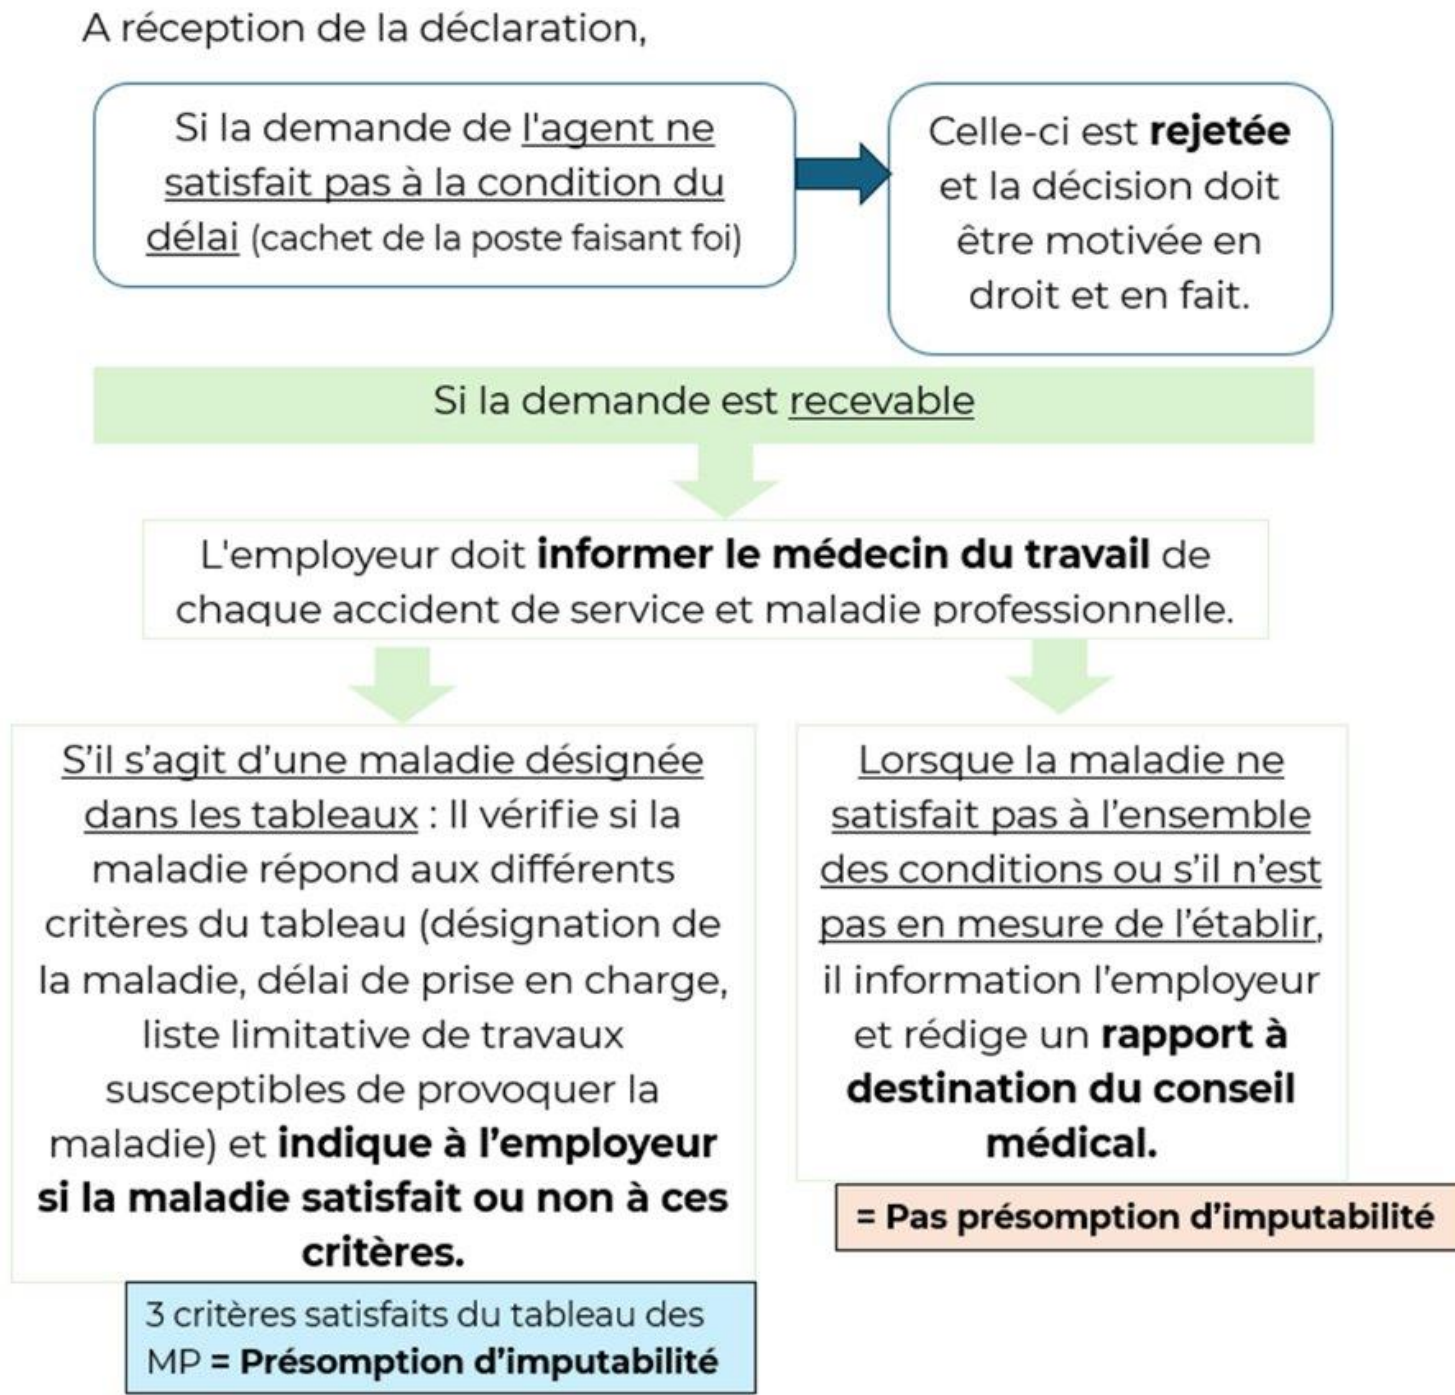 A réception de la déclaration,
Si la demande de l'agent ne
satisfait pas à la condition du
délai (cachet de la poste faisant foi)
Celle-ci est rejetée
et la décision doit
être motivée en
droit et en fait.
Si la demande est recevable
L'employeur doit informer le médecin du travail de
chaque accident de service et maladie professionnelle.
S'il s'agit d'une maladie désignée
dans les tableaux : Il vérifie si la
maladie répond aux différents
critères du tableau (désignation de
la maladie, délai de prise en charge,
liste limitative de travaux
susceptibles de provoquer la
maladie) et indique à l'employeur
si la maladie satisfait ou non à ces
critères.
3 critères satisfaits du tableau des
MP = Présomption d'imputabilité
Lorsque la maladie ne
satisfait pas à l'ensemble
des conditions ou s'il n'est
pas en mesure de l'établir,
il information l'employeur
et rédige un rapport à
destination du conseil
médical.
= Pas présomption d'imputabilité